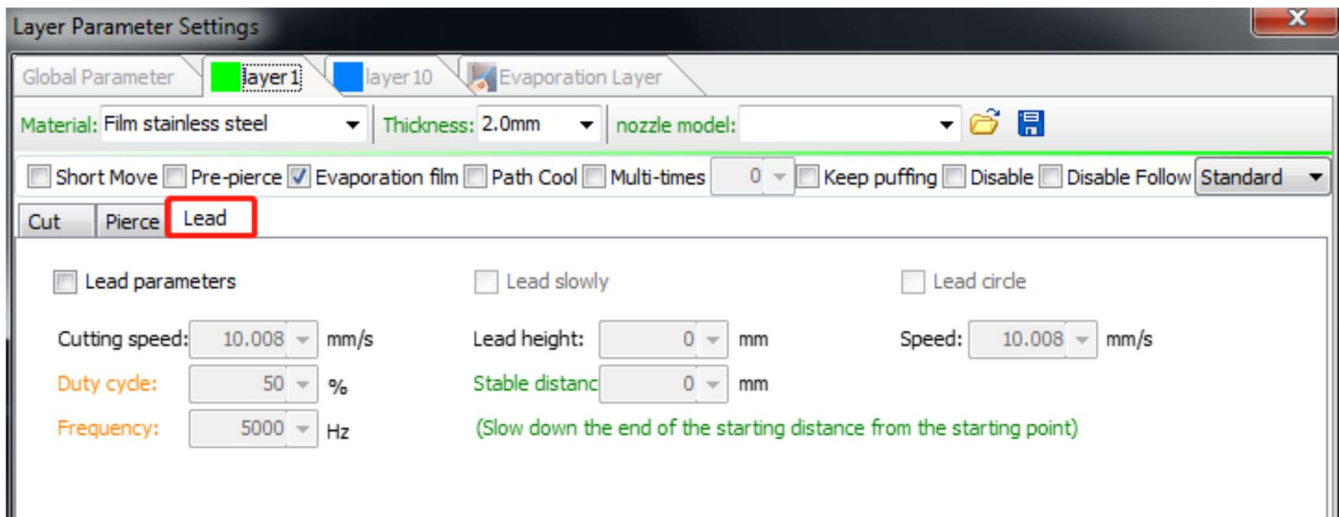 Layer Parameter Settings
Global Parameter layer1 layer10 Evaporation Layer
Material: Film stainless steel Thickness: 2.0mm nozzle model:
Short Move Pre-pierce Evaporation film Path Cool Multi-times 0 Keep puffing Disable Disable Follow Standard
Cut Pierce Lead
Lead parameters Lead slowly Lead circle
Cutting speed: 10.008 mm/s Lead height: 0 mm Speed: 10.008 mm/s
Duty cycle: 50 % Stable distanc 0 mm
Frequency: 5000 Hz (Slow down the end of the starting distance from the starting point)